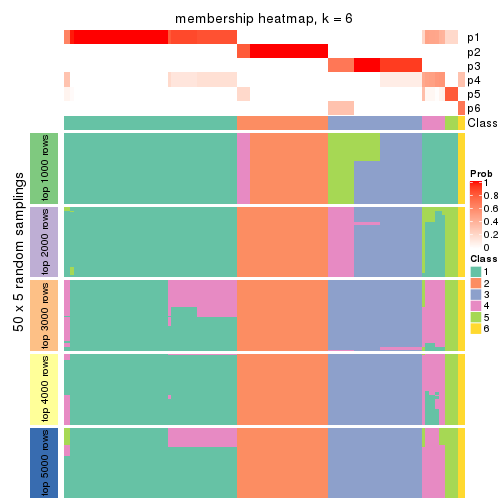 membership heatmap, k = 6
p1
p2
p3
p4
p5
p6
Class
50 x 5 random samplings
top 1000 rows
top 2000 rows
top 3000 rows
top 4000 rows
top 5000 rows
Prob
1
0.8
0.6
0.4
0.2
0
Class
1
2
3
4
5
6